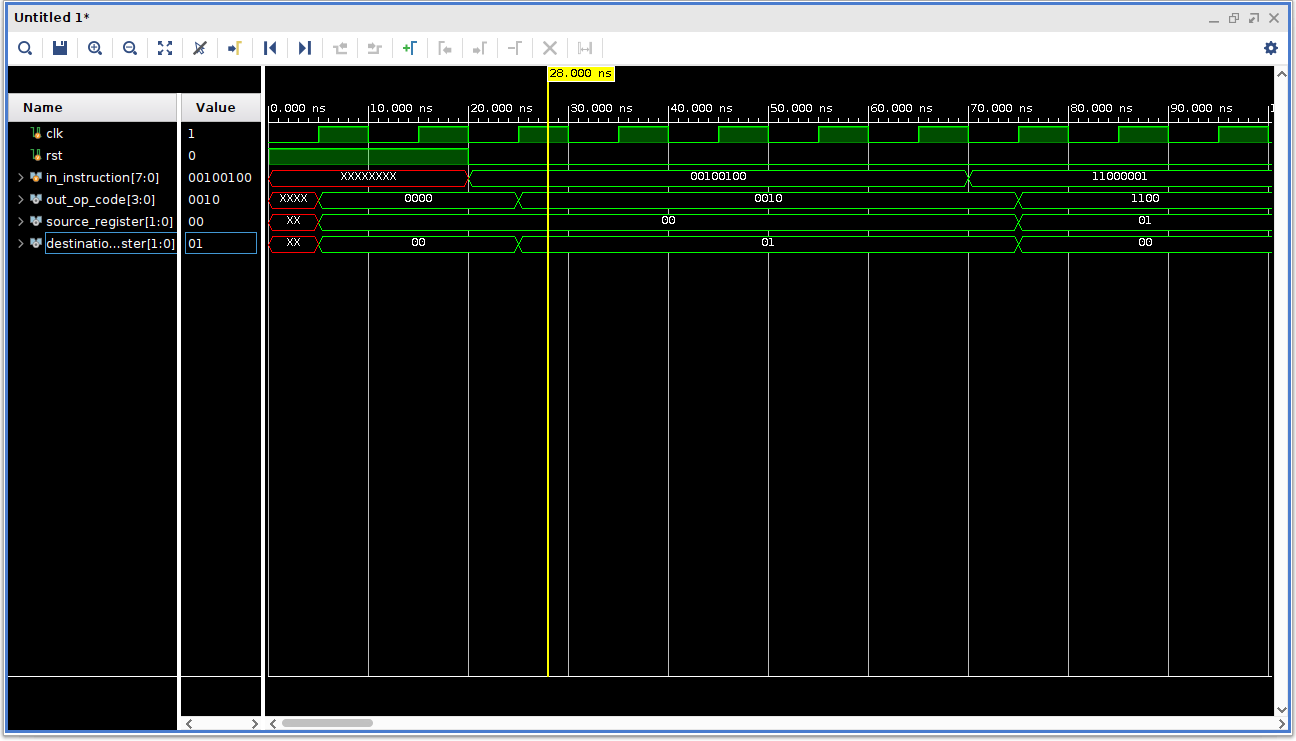 Untitled 1*
28.000 ns
Name Value 0.000 ns 10.000 ns 20.000 ns 30.000 ns 40.000 ns 50.000 ns 60.000 ns 70.000 ns 80.000 ns 90.000 ns 1
clk 1
rst 0
in_instruction[7:0] 00100100 XXXXXXXX 00100100 11000001
out_op_code[3:0] 0010 XXXX 0000 0010 1100
source_register[1:0] 00 XX 00 01
destinatio...ster[1:0] 01 XX 00 01 00